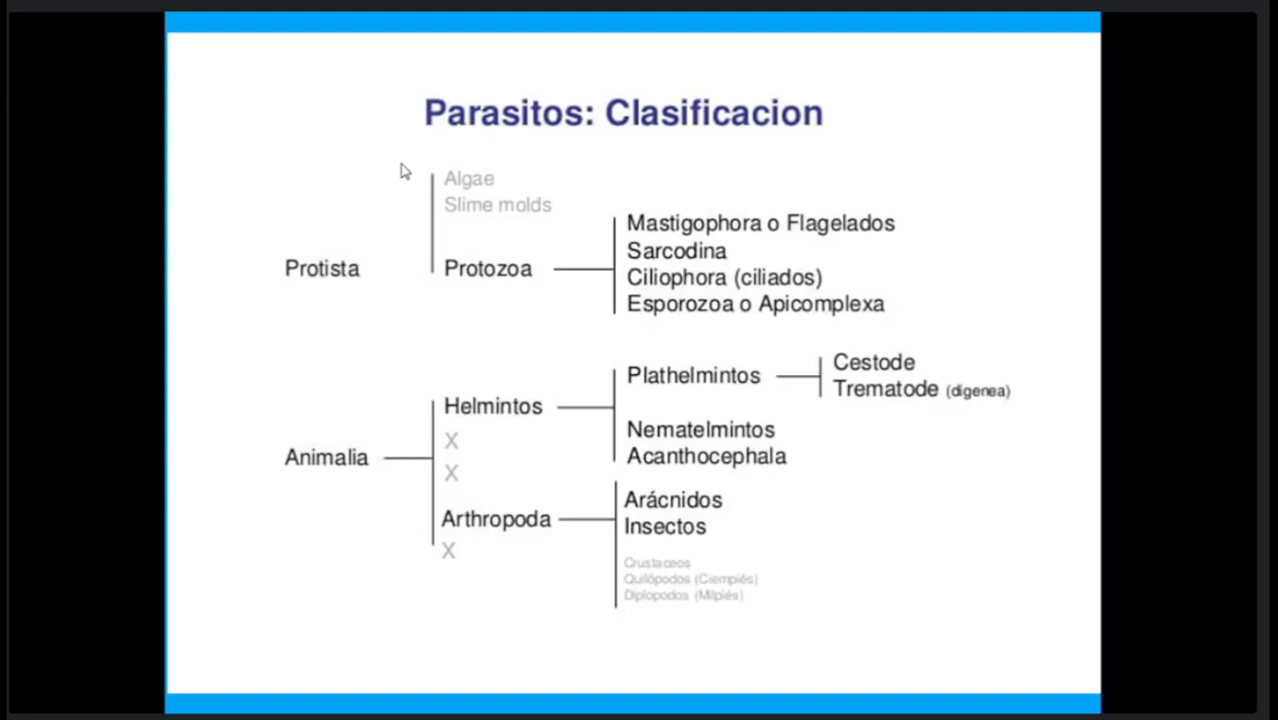 Parasitos: Clasificacion
Algae
Slime molds
Protista
Protozoa
Mastigophora o Flagelados
Sarcodina
Ciliophora (ciliados)
Esporozoa o Apicomplexa
Animalia
Helmintos
X
X
Arthropoda
X
Plathelmintos
Cestode
Trematode (digenea)
Nematelmintos
Acanthocephala
Arácnidos
Insectos
Crustaceos
Quilópodos (Ciempiés)
Diplopodos (Milpiés)